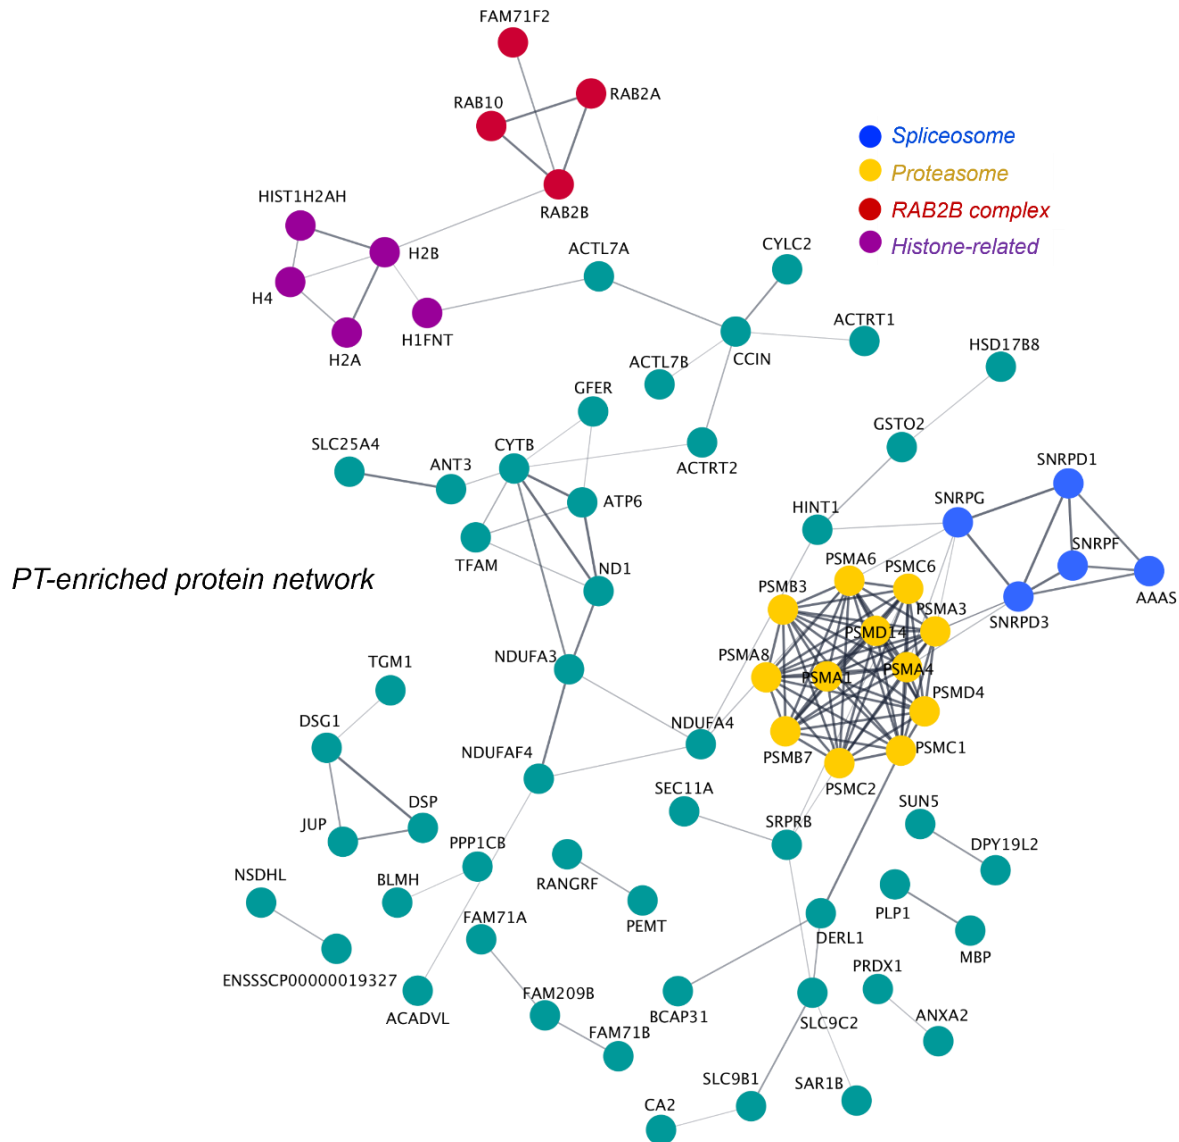 FAM71F2
RAB2A
RAB10
RAB2B
Spliceosome
Proteasome
RAB2B complex
Histone-related
HIST1H2AH
H2B
H4
H2A
H1FNT
ACTL7A
CYLC2
ACTRT1
CCIN
ACTL7B
HSD17B8
GFER
GSTO2
SLC25A4
CYTB
ANT3
ACTRT2
ATP6
SNRPD1
SNRPG
HINT1
SNRPF
TFAM
ND1
PSMA6
PSMC6
PSMB3
PSMA3
AAAS
SNRPD3
PT-enriched protein network
PSMD14
PSMA8
PSMA1
PSMA4
NDUFA3
TGM1
PSMD4
DSG1
NDUFA4
NDUFAF4
PSMB7
PSMC1
PSMC2
SEC11A
SUN5
DSP
JUP
SRPRB
PPP1CB
DPY19L2
NSDHL
BLMH
RANGRF
PLP1
PEMT
FAM71A
DERL1
MBP
ENSSSCP00000019327
PRDX1
FAM209B
ACADVL
BCAP31
SLC9C2
ANXA2
FAM71B
SLC9B1
SAR1B
CA2